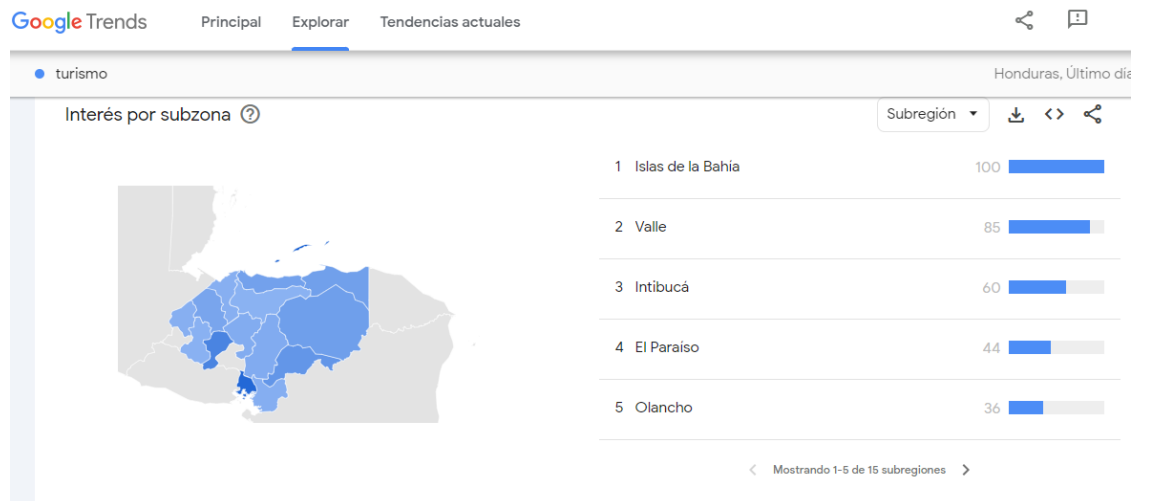 Google Trends Principal Explorar Tendencias actuales
turismo Honduras, Último día
Interés por subzona Subregión
1 Islas de la Bahía 100
2 Valle 85
3 Intibucá 60
4 El Paraíso 44
5 Olancho 36
Mostrando 1-5 de 15 subregiones